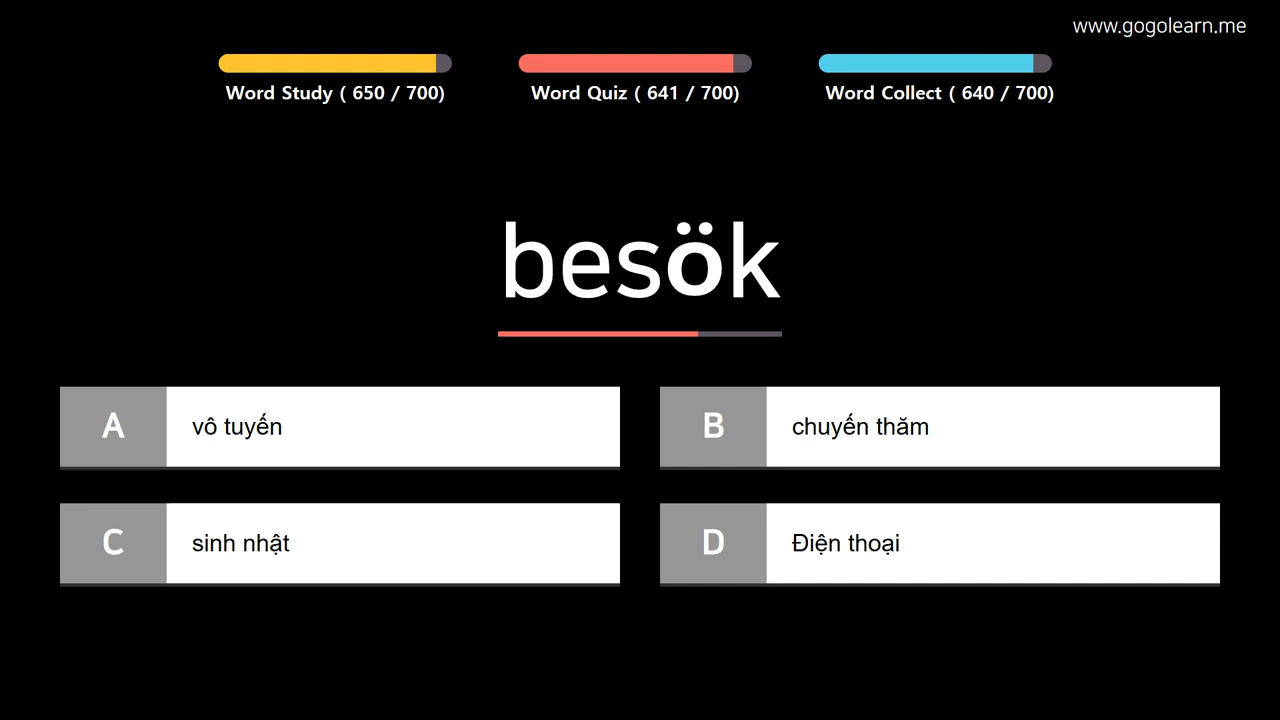 www.gogolearn.me
Word Study ( 650 / 700)
Word Quiz ( 641 / 700)
Word Collect ( 640 / 700)
besök
A
vô tuyến
B
chuyến thăm
C
sinh nhật
D
Điện thoại